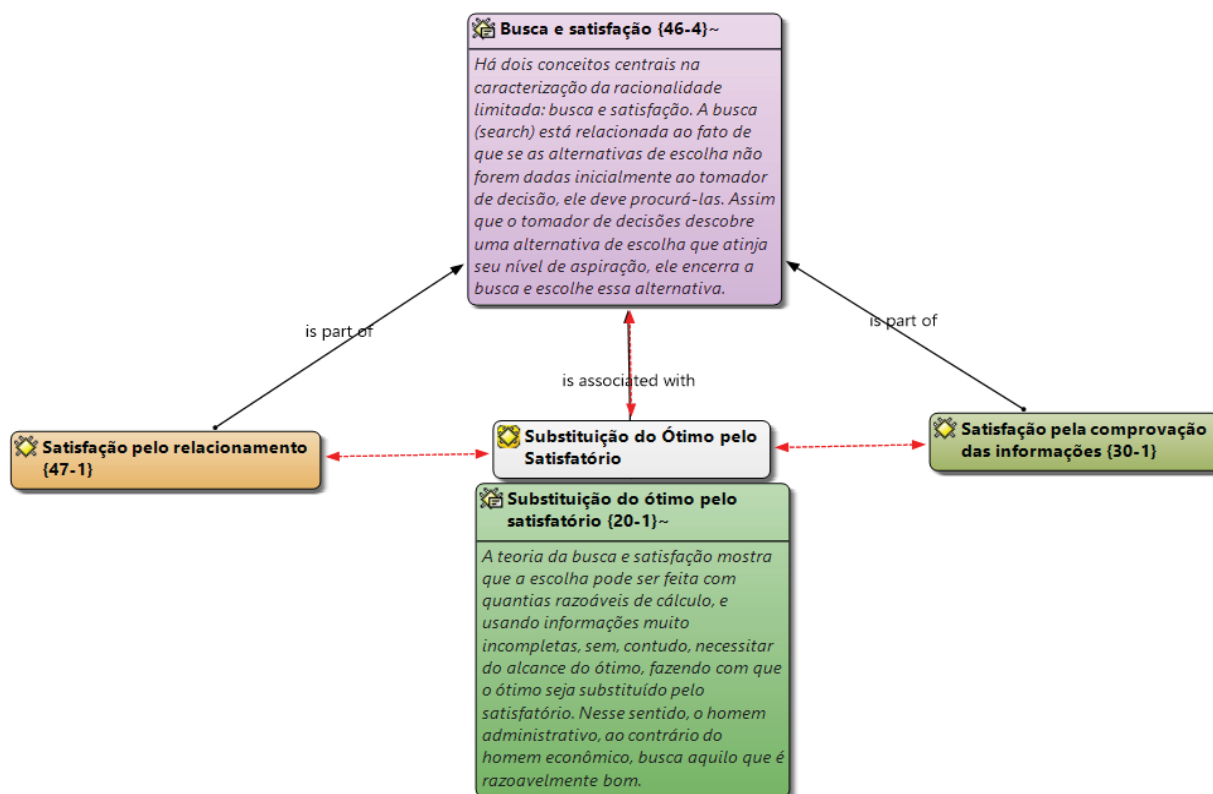 Busca e satisfação {46-4}~
Há dois conceitos centrais na
caracterização da racionalidade
limitada: busca e satisfação. A busca
(search) está relacionada ao fato de
que se as alternativas de escolha não
forem dadas inicialmente ao tomador
de decisão, ele deve procurá-las. Assim
que o tomador de decisões descobre
uma alternativa de escolha que atinja
seu nível de aspiração, ele encerra a
busca e escolhe essa alternativa.
is part of
is part of
is associated with
Satisfação pelo relacionamento
{47-1}
Substituição do Ótimo pelo
Satisfatório
Satisfação pela comprovação
das informações {30-1}
Substituição do ótimo pelo
satisfatório {20-1}~
A teoria da busca e satisfação mostra
que a escolha pode ser feita com
quantias razoáveis de cálculo, e
usando informações muito
incompletas, sem, contudo, necessitar
do alcance do ótimo, fazendo com que
o ótimo seja substituído pelo
satisfatório. Nesse sentido, o homem
administrativo, ao contrário do
homem econômico, busca aquilo que é
razoavelmente bom.